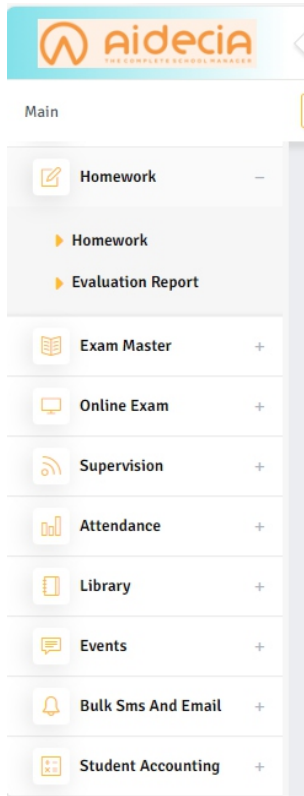 aidecia
THE COMPLETE SCHOOL MANAGER
Main
Homework
Homework
Evaluation Report
Exam Master
Online Exam
Supervision
Attendance
Library
Events
Bulk Sms And Email
Student Accounting